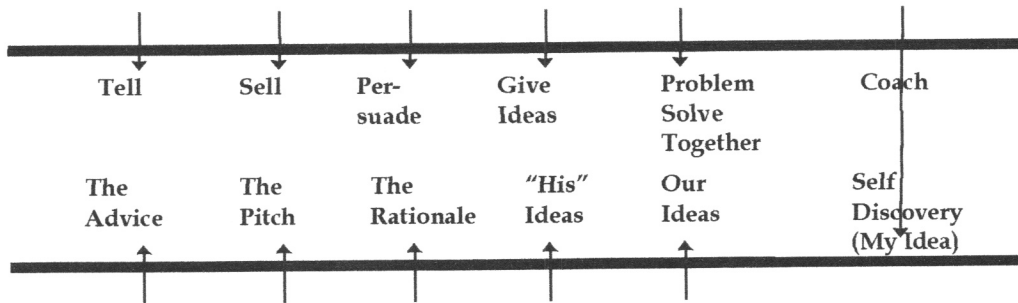 Tell Sell Per- Give Problem Coach
suade Ideas Solve
Together
The The The “His” Our Self
Advice Pitch Rationale Ideas Ideas Discovery
(My Idea)